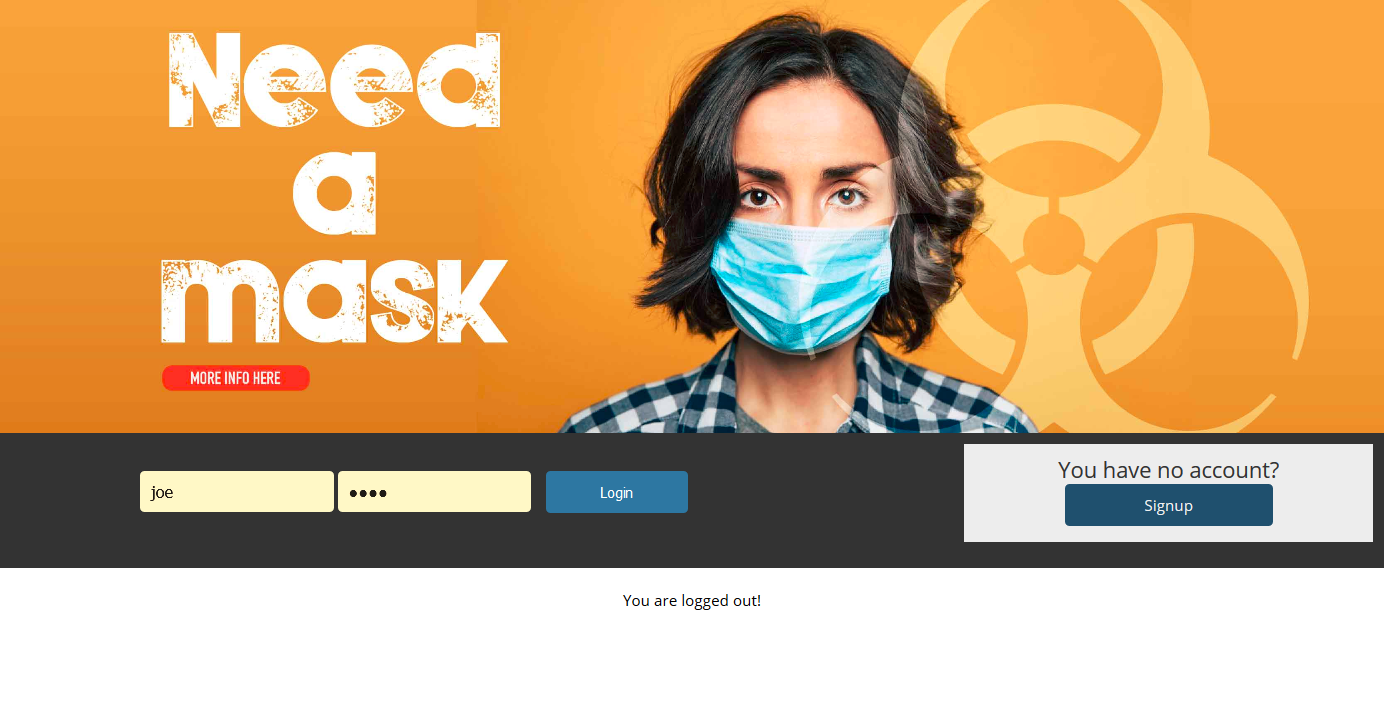 Need
a
mask
MORE INFO HERE
joe
••••
Login
You have no account?
Signup
You are logged out!